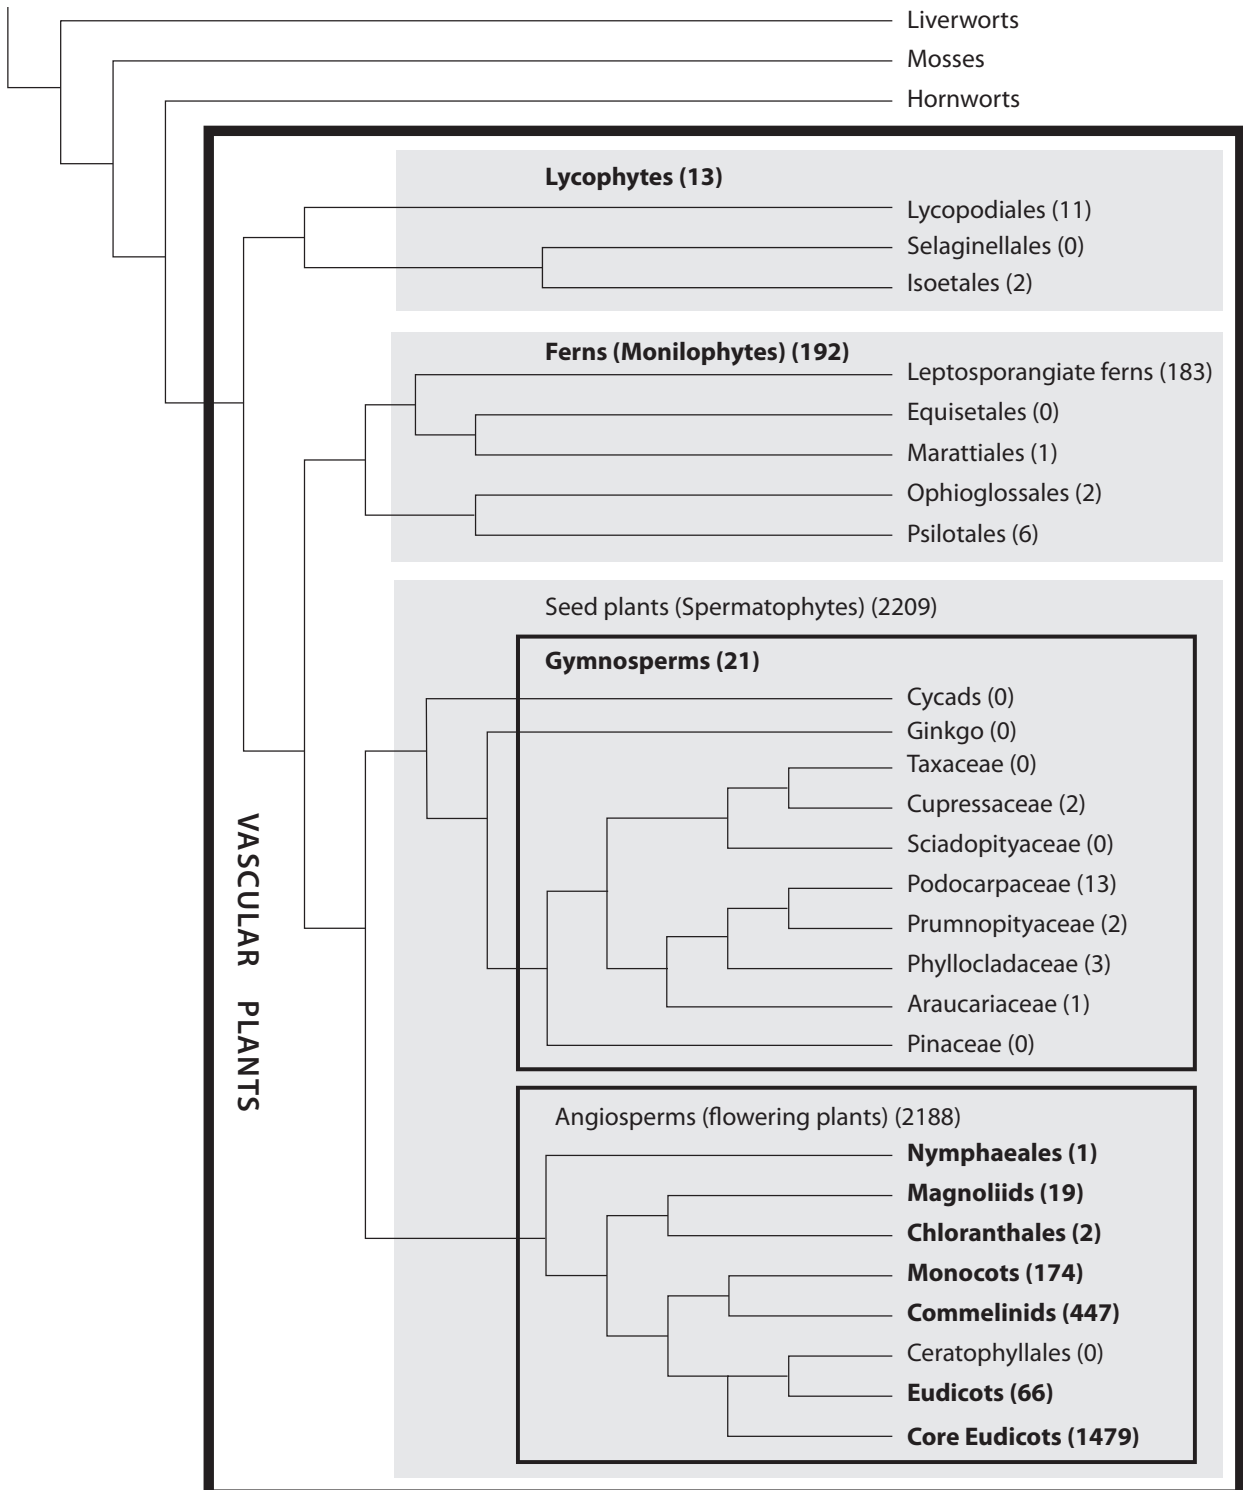 Liverworts
Mosses
Hornworts
Lycophytes (13)
Lycopodiales (11)
Selaginellales (0)
Isoetales (2)
Ferns (Monilophytes) (192)
Leptosporangiate ferns (183)
Equisetales (0)
Marattiales (1)
Ophioglossales (2)
Psilotales (6)
Seed plants (Spermatophytes) (2209)
Gymnosperms (21)
Cycads (0)
Ginkgo (0)
Taxaceae (0)
Cupressaceae (2)
Sciadopityaceae (0)
Podocarpaceae (13)
Prumnopityaceae (2)
Phyllocladaceae (3)
Araucariaceae (1)
Pinaceae (0)
VASCULAR PLANTS
Angiosperms (flowering plants) (2188)
Nymphaeales (1)
Magnoliids (19)
Chloranthales (2)
Monocots (174)
Commelinids (447)
Ceratophyllales (0)
Eudicots (66)
Core Eudicots (1479)